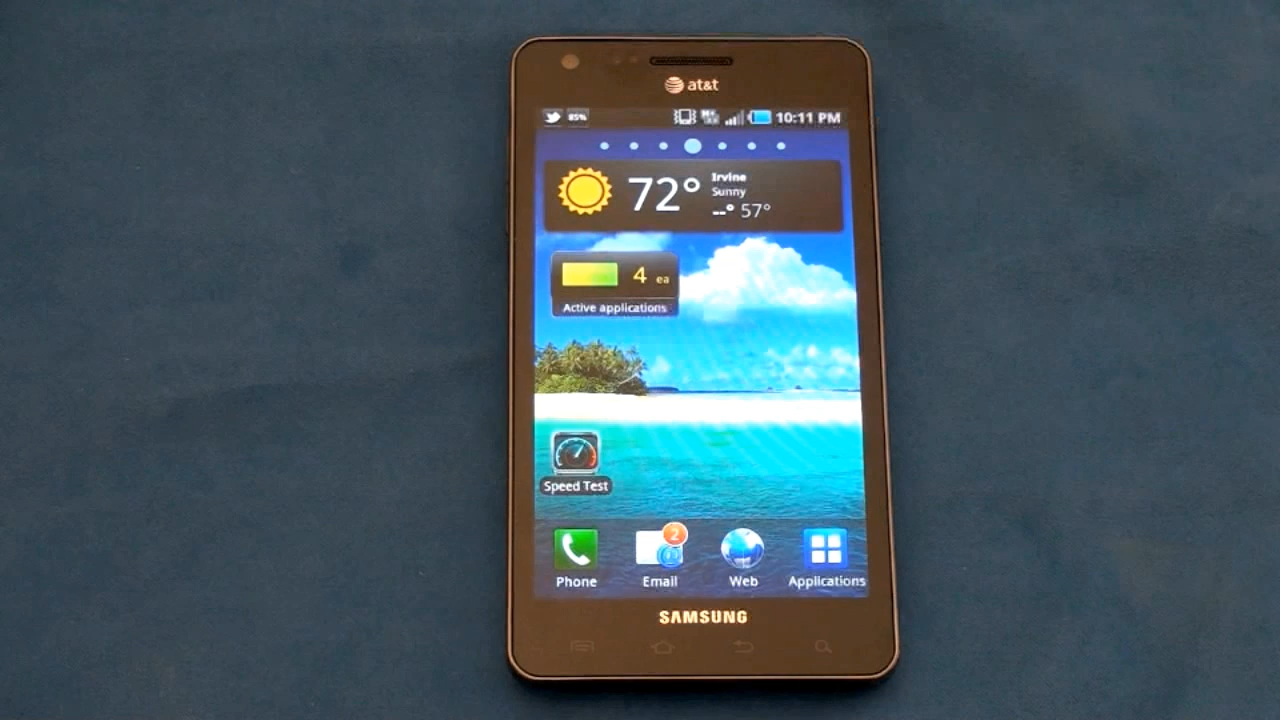 at&t
85% 10:11 PM
72° Irvine
Sunny
--° 57°
4 ea
Active applications
Speed Test
2
Phone Email Web Applications
SAMSUNG